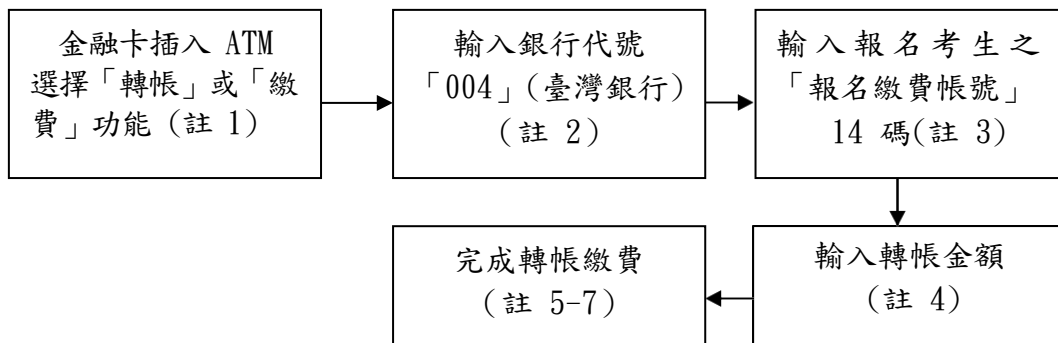 金融卡插入 ATM
選擇「轉帳」或「繳
費」功能 (註 1)
輸入銀行代號
「004」(臺灣銀行)
(註 2)
輸入報名考生之
「報名繳費帳號」
14 碼(註 3)
輸入轉帳金額
(註 4)
完成轉帳繳費
(註 5-7)